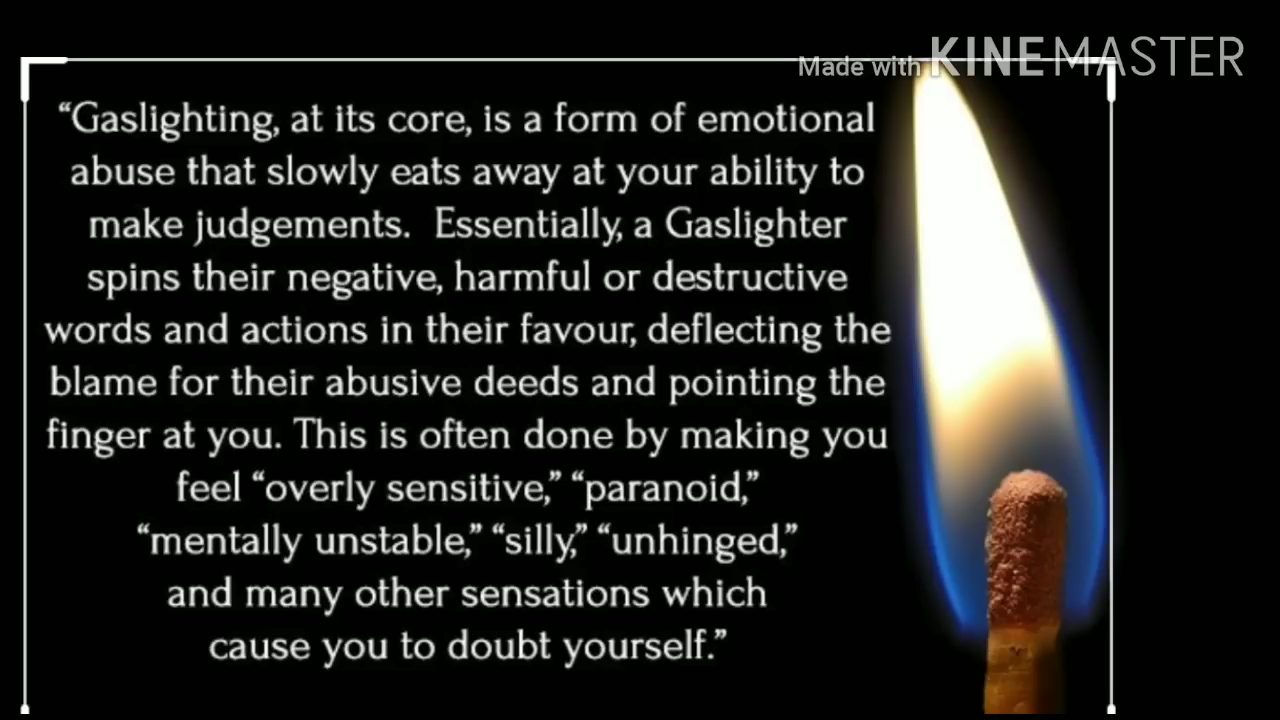 Made with KINEMASTER
“Gaslighting, at its core, is a form of emotional
abuse that slowly eats away at your ability to
make judgements.  Essentially, a Gaslighter
spins their negative, harmful or destructive
words and actions in their favour, deflecting the
blame for their abusive deeds and pointing the
finger at you. This is often done by making you
feel “overly sensitive,” “paranoid,”
“mentally unstable,” “silly,” “unhinged,”
and many other sensations which
cause you to doubt yourself.”